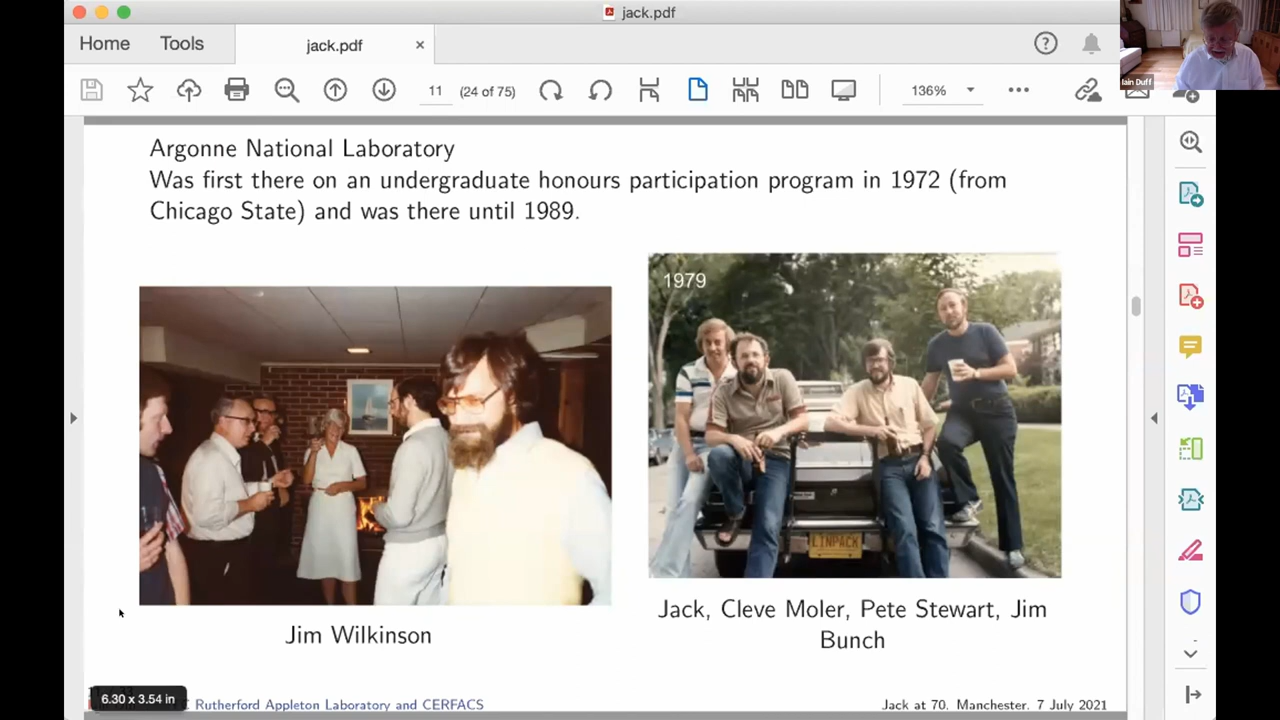 jack.pdf
Home
Tools
jack.pdf
11
(24 of 75)
136%
Iain Duff
Argonne National Laboratory
Was first there on an undergraduate honours participation program in 1972 (from
Chicago State) and was there until 1989.
1979
LINPACK
Jim Wilkinson
Jack, Cleve Moler, Pete Stewart, Jim
Bunch
6.30 x 3.54 in
Rutherford Appleton Laboratory and CERFACS
Jack at 70. Manchester. 7 July 2021